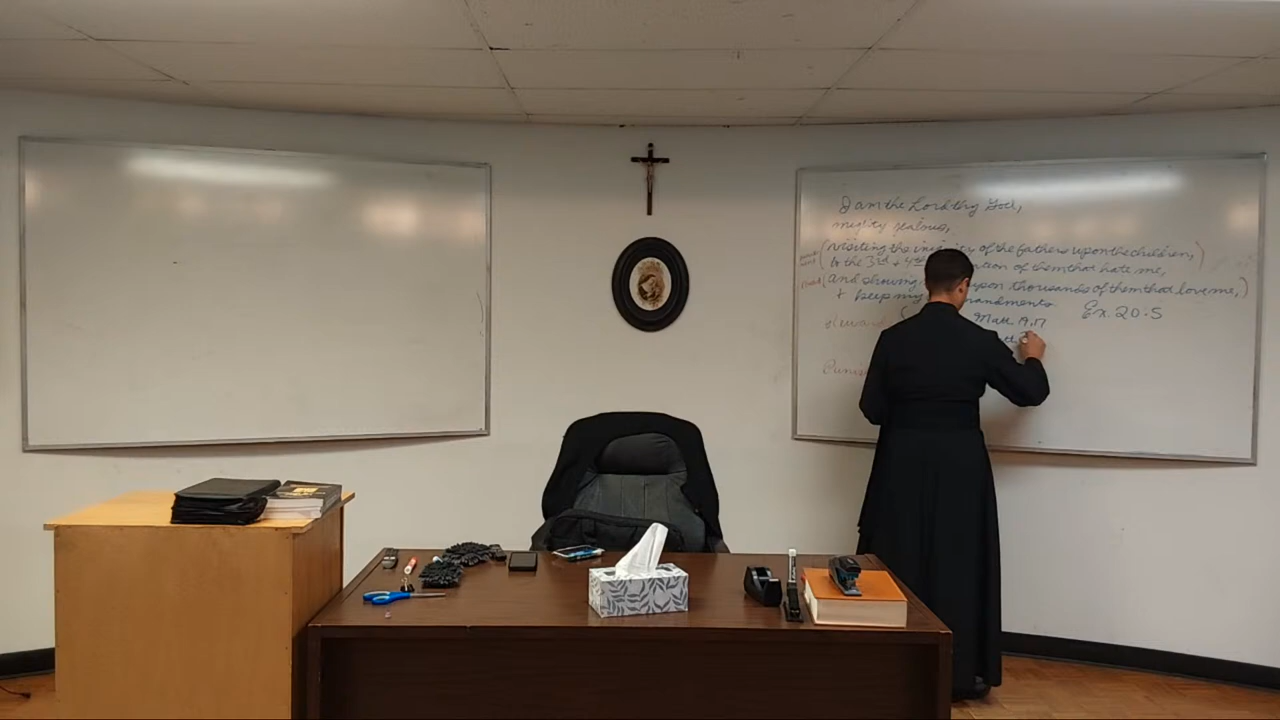 I am the Lord thy God,
mighty jealous,
(visiting the iniquity of the fathers upon the children,)
to the 3rd + 4th of them that hate me,
(and showing upon thousands of them that love me,)
+ keep my
Ex. 20.5
Matt 19,17